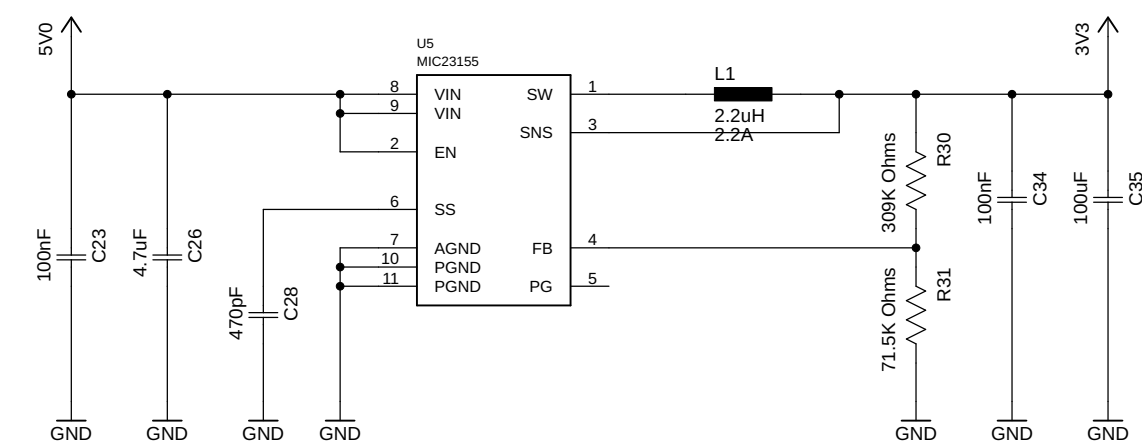 5V0
3V3
U5
MIC23155
L1
2.2uH
2.2A
8
VIN
SW
1
9
VIN
SNS
3
2
EN
6
SS
7
AGND
FB
4
10
PGND
11
PGND
PG
5
100nF
C23
4.7uF
C26
470pF
C28
309K Ohms
R30
71.5K Ohms
R31
100nF
C34
100uF
C35
GND
GND
GND
GND
GND
GND
GND